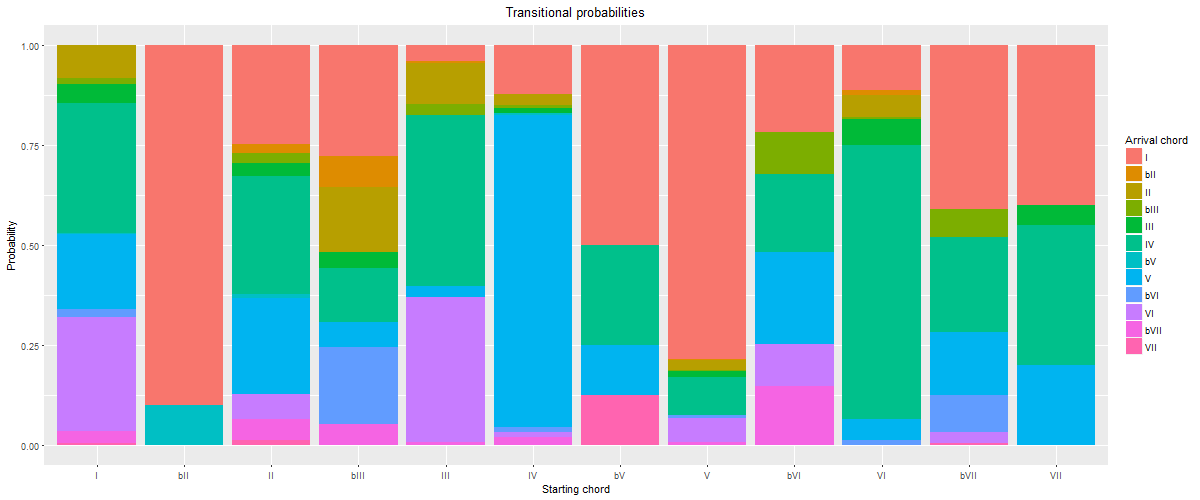 Transitional probabilities
Probability
1.00
0.75
0.50
0.25
0.00
I
bII
II
bIII
III
IV
bV
V
bVI
VI
bVII
VII
Starting chord
Arrival chord
I
bII
II
bIII
III
IV
bV
V
bVI
VI
bVII
VII